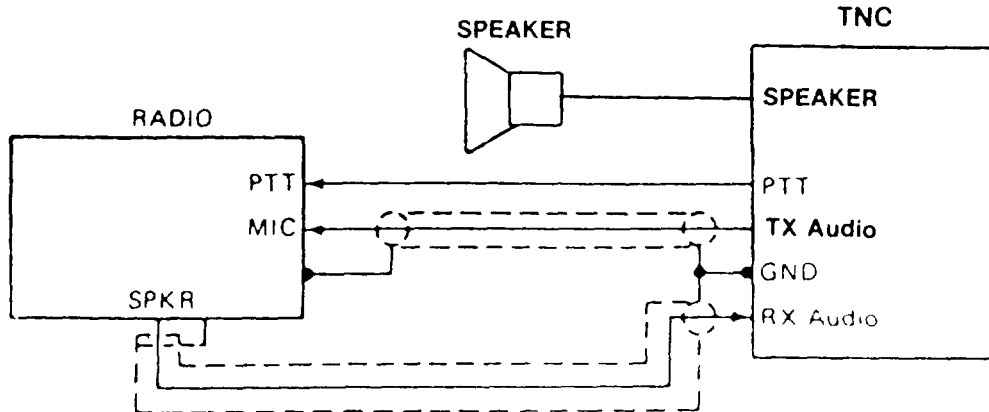 TNC
SPEAKER
SPEAKER
RADIO
PTT
PTT
MIC
TX Audio
GND
SPKR
RX Audio